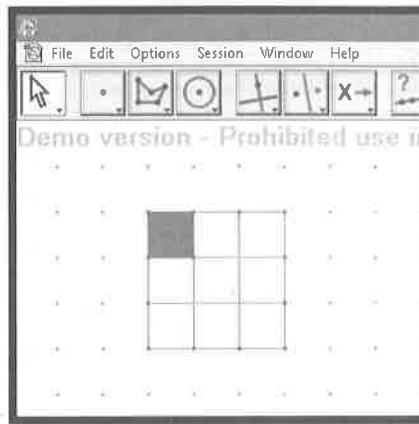 File Edit Options Session Window Help
X ?
Demo version - Prohibited use